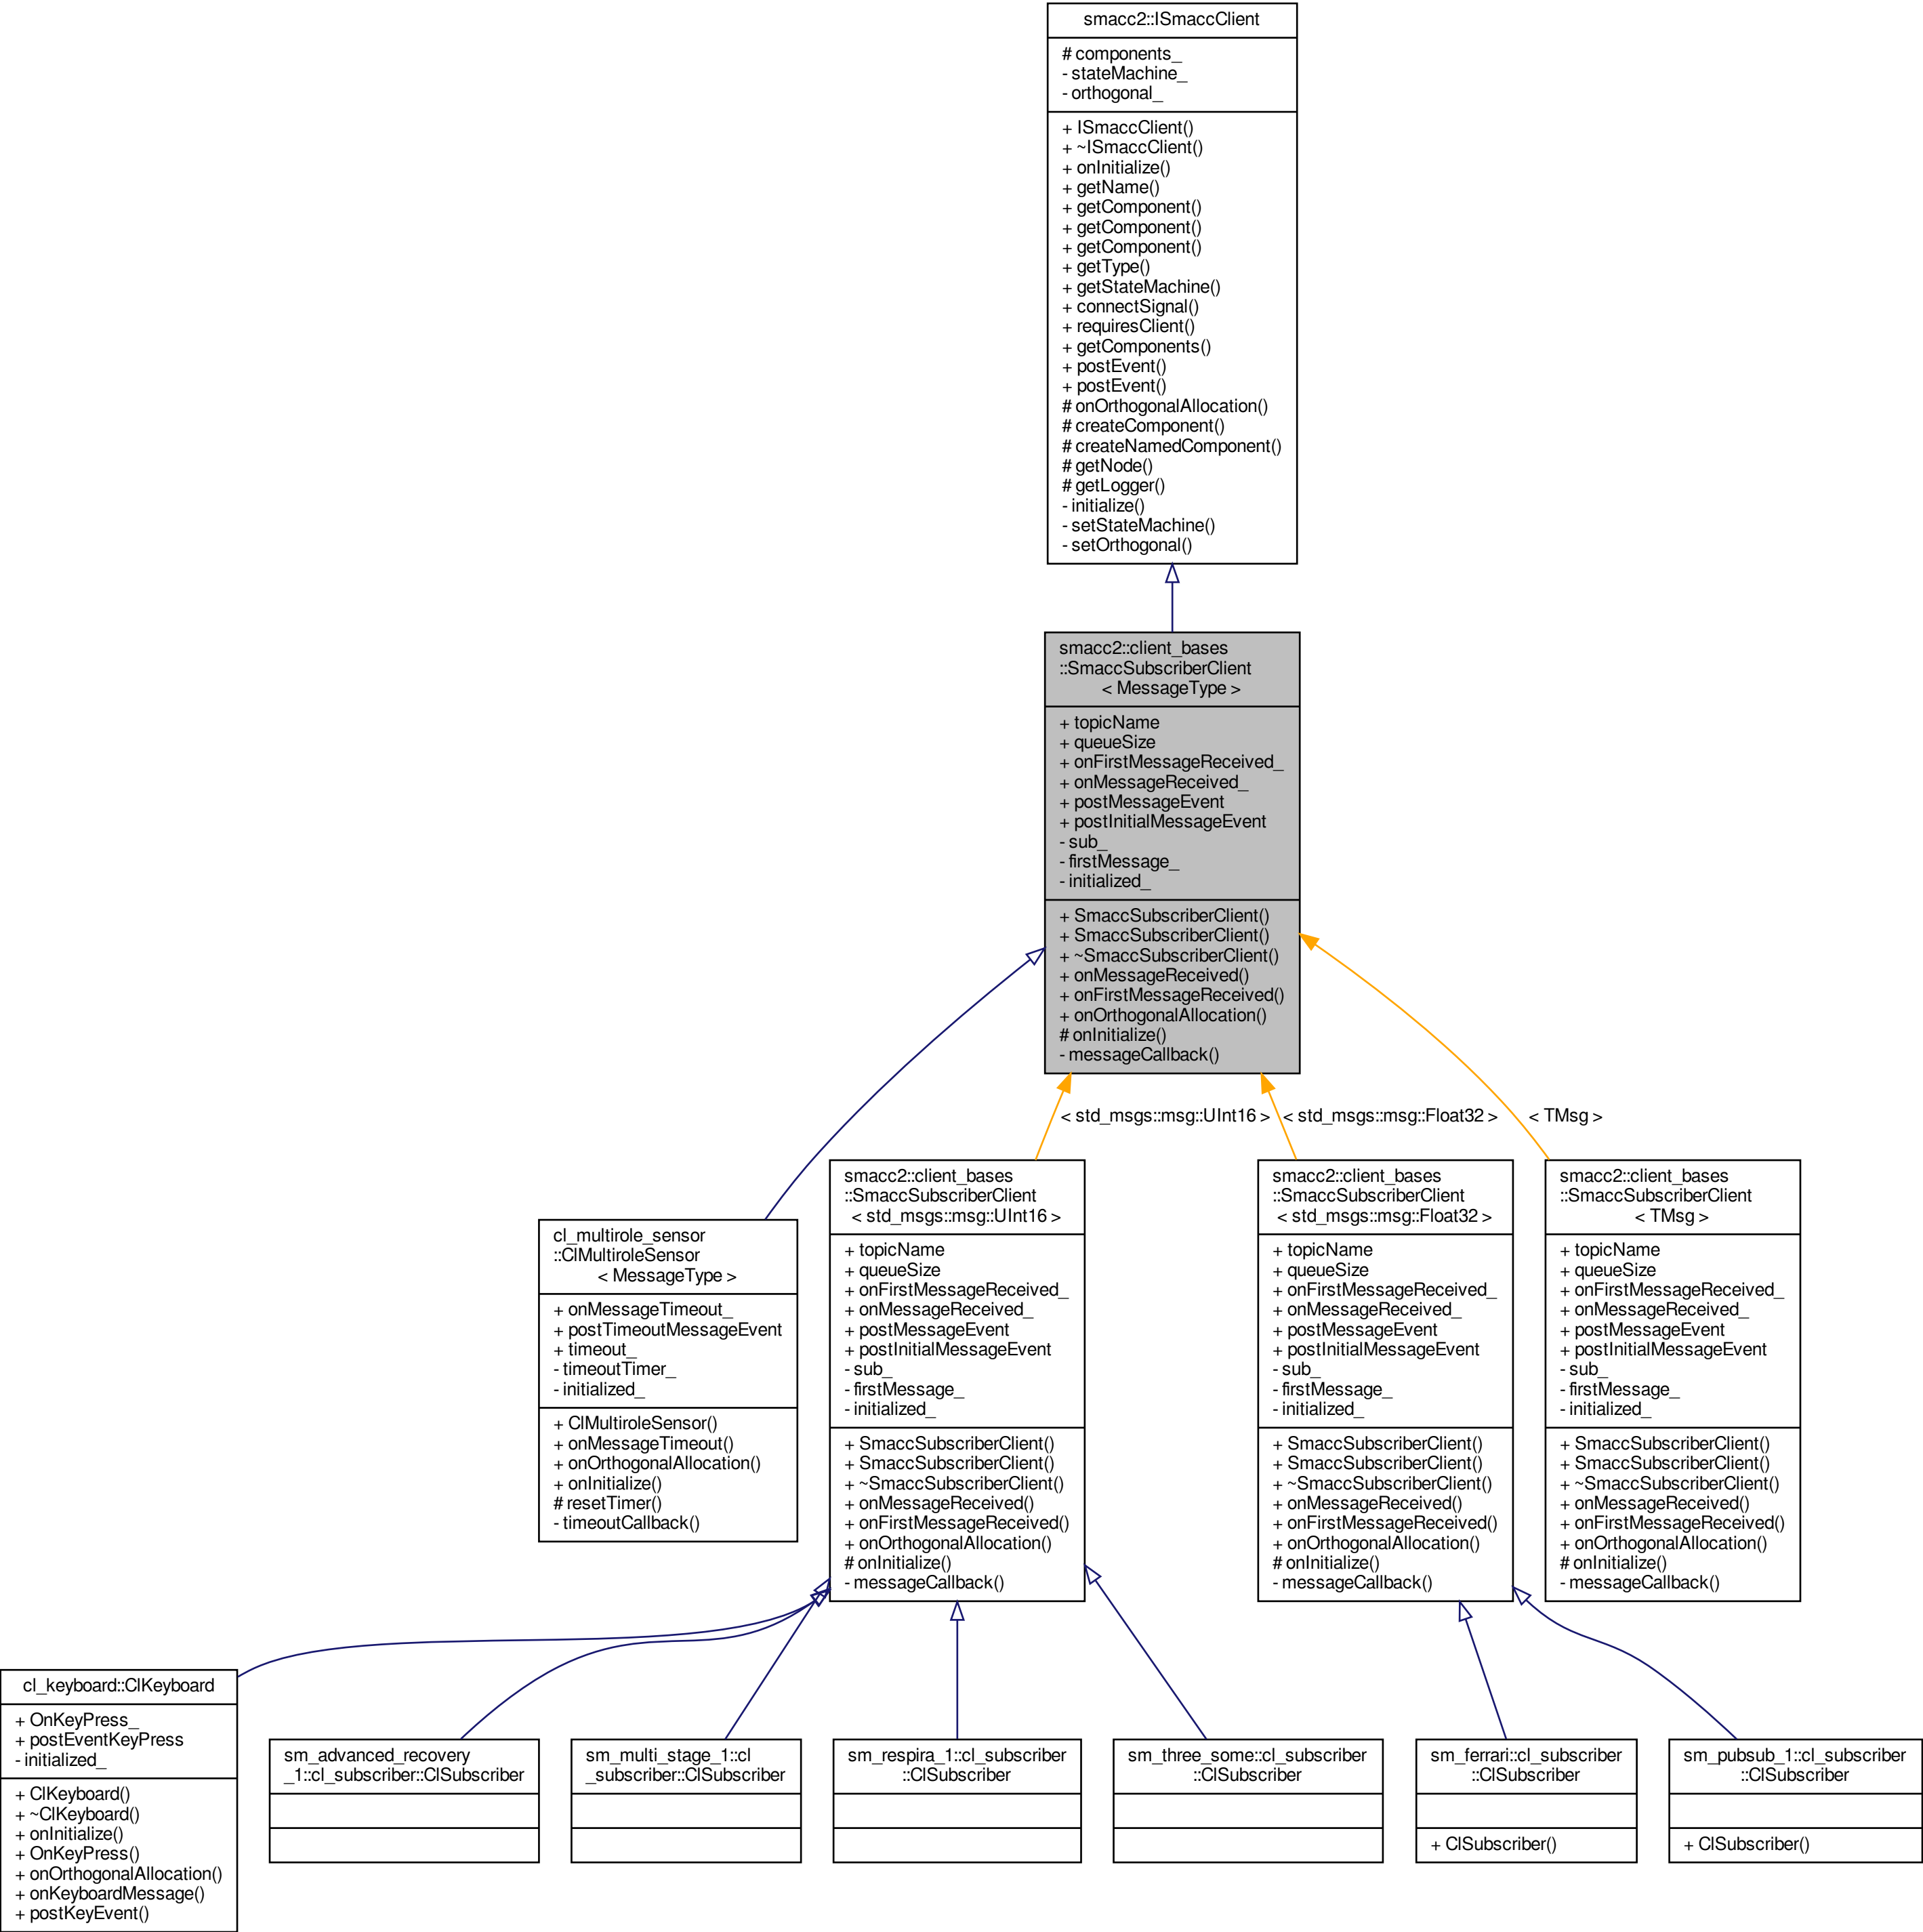 smacc2::ISmaccClient
# components_
- stateMachine_
- orthogonal_
+ ISmaccClient()
+ ~ISmaccClient()
+ onInitialize()
+ getName()
+ getComponent()
+ getComponent()
+ getComponent()
+ getType()
+ getStateMachine()
+ connectSignal()
+ requiresClient()
+ getComponents()
+ postEvent()
+ postEvent()
# onOrthogonalAllocation()
# createComponent()
# createNamedComponent()
# getNode()
# getLogger()
- initialize()
- setStateMachine()
- setOrthogonal()
smacc2::client_bases
::SmaccSubscriberClient
< MessageType >
+ topicName
+ queueSize
+ onFirstMessageReceived_
+ onMessageReceived_
+ postMessageEvent
+ postInitialMessageEvent
- sub_
- firstMessage_
- initialized_
+ SmaccSubscriberClient()
+ SmaccSubscriberClient()
+ ~SmaccSubscriberClient()
+ onMessageReceived()
+ onFirstMessageReceived()
+ onOrthogonalAllocation()
# onInitialize()
- messageCallback()
< std_msgs::msg::UInt16 >
< std_msgs::msg::Float32 >
< TMsg >
cl_multirole_sensor
::ClMultiroleSensor
< MessageType >
+ onMessageTimeout_
+ postTimeoutMessageEvent
+ timeout_
- timeoutTimer_
- initialized_
+ ClMultiroleSensor()
+ onMessageTimeout()
+ onOrthogonalAllocation()
+ onInitialize()
# resetTimer()
- timeoutCallback()
smacc2::client_bases
::SmaccSubscriberClient
< std_msgs::msg::UInt16 >
+ topicName
+ queueSize
+ onFirstMessageReceived_
+ onMessageReceived_
+ postMessageEvent
+ postInitialMessageEvent
- sub_
- firstMessage_
- initialized_
+ SmaccSubscriberClient()
+ SmaccSubscriberClient()
+ ~SmaccSubscriberClient()
+ onMessageReceived()
+ onFirstMessageReceived()
+ onOrthogonalAllocation()
# onInitialize()
- messageCallback()
smacc2::client_bases
::SmaccSubscriberClient
< std_msgs::msg::Float32 >
+ topicName
+ queueSize
+ onFirstMessageReceived_
+ onMessageReceived_
+ postMessageEvent
+ postInitialMessageEvent
- sub_
- firstMessage_
- initialized_
+ SmaccSubscriberClient()
+ SmaccSubscriberClient()
+ ~SmaccSubscriberClient()
+ onMessageReceived()
+ onFirstMessageReceived()
+ onOrthogonalAllocation()
# onInitialize()
- messageCallback()
smacc2::client_bases
::SmaccSubscriberClient
< TMsg >
+ topicName
+ queueSize
+ onFirstMessageReceived_
+ onMessageReceived_
+ postMessageEvent
+ postInitialMessageEvent
- sub_
- firstMessage_
- initialized_
+ SmaccSubscriberClient()
+ SmaccSubscriberClient()
+ ~SmaccSubscriberClient()
+ onMessageReceived()
+ onFirstMessageReceived()
+ onOrthogonalAllocation()
# onInitialize()
- messageCallback()
cl_keyboard::ClKeyboard
+ OnKeyPress_
+ postEventKeyPress
- initialized_
+ ClKeyboard()
+ ~ClKeyboard()
+ onInitialize()
+ OnKeyPress()
+ onOrthogonalAllocation()
+ onKeyboardMessage()
+ postKeyEvent()
sm_advanced_recovery
_1::cl_subscriber::ClSubscriber
sm_multi_stage_1::cl
_subscriber::ClSubscriber
sm_respira_1::cl_subscriber
::ClSubscriber
sm_three_some::cl_subscriber
::ClSubscriber
sm_ferrari::cl_subscriber
::ClSubscriber
+ ClSubscriber()
sm_pubsub_1::cl_subscriber
::ClSubscriber
+ ClSubscriber()